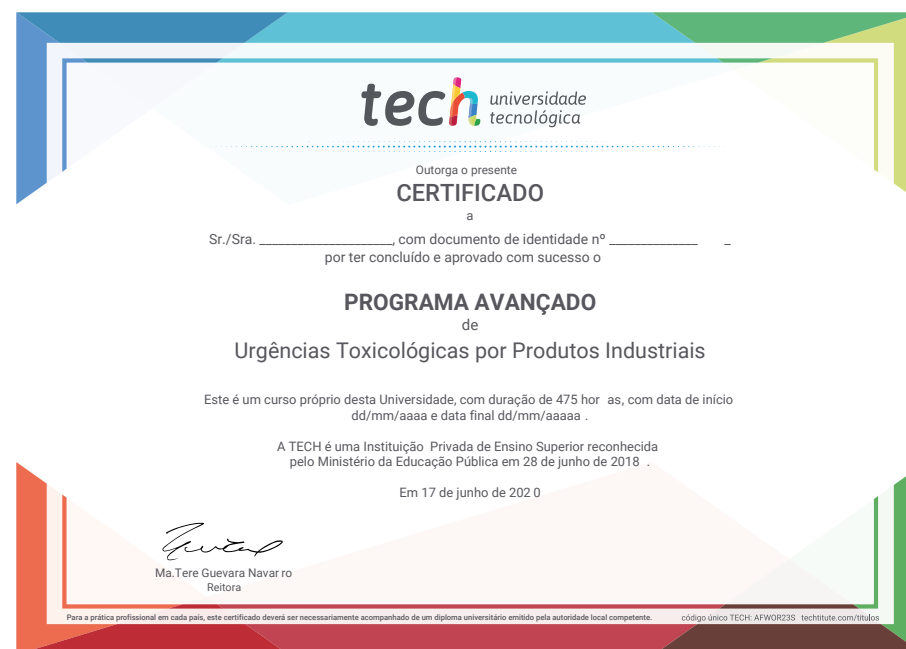 tech universidade
tecnológica
Outorga o presente
CERTIFICADO
a
Sr./Sra. ______________________, com documento de identidade nº ______________ _
por ter concluído e aprovado com sucesso o
PROGRAMA AVANÇADO
de
Urgências Toxicológicas por Produtos Industriais
Este é um curso próprio desta Universidade, com duração de 475 hor as, com data de início
dd/mm/aaaa e data final dd/mm/aaaaa .
A TECH é uma Instituição Privada de Ensino Superior reconhecida
pelo Ministério da Educação Pública em 28 de junho de 2018 .
Em 17 de junho de 202 0
Ma.Tere Guevara Navar ro
Reitora
Para a prática profissional em cada país, este certificado deverá ser necessariamente acompanhado de um diploma universitário emitido pela autoridade local competente. código único TECH: AFWOR23S techtitute.com/titulos